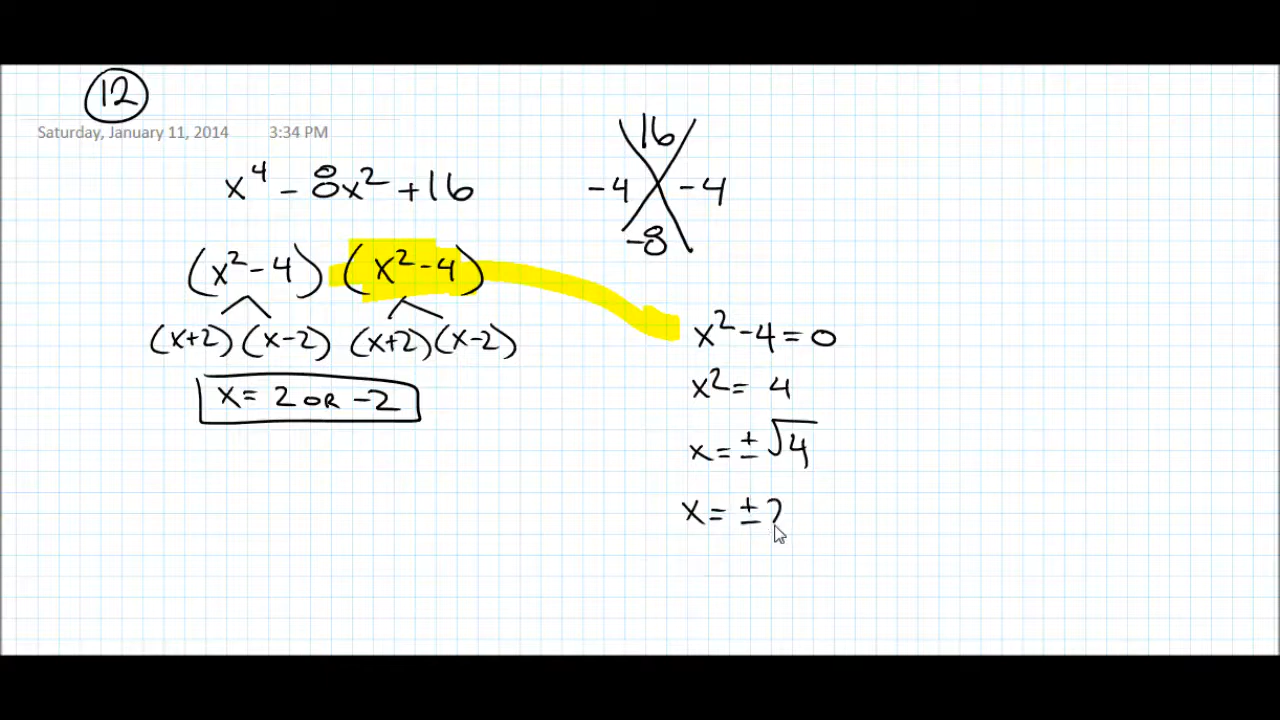 12
Saturday, January 11, 2014 3:34 PM
x⁴ - 8x² + 16
(x² - 4) (x² - 4)
(x+2) (x-2) (x+2) (x-2)
x = 2 OR -2
16
-4 -4
-8
x² - 4 = 0
x² = 4
x = ± √4
x = ± 2